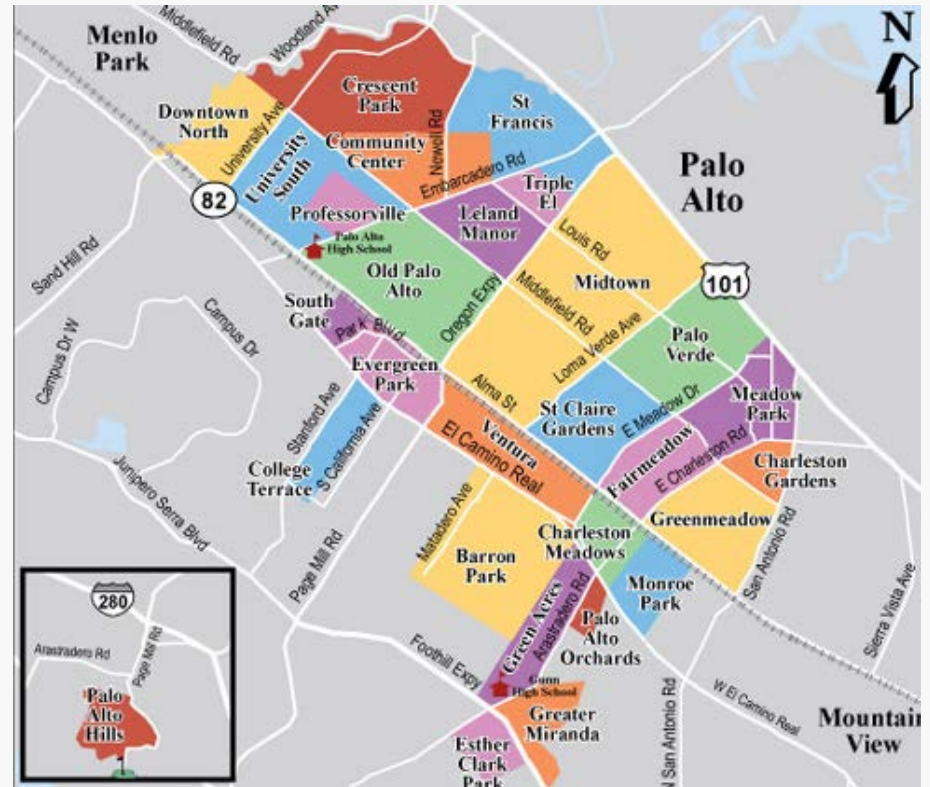 Middlefield Rd
Woodland Av
N
Menlo
Park
Crescent
Park
Downtown
North
St
Francis
University Ave
University
South
Community
Center
Newell Rd
Embarcadero Rd
Palo
Alto
Triple
El
82
Professorville
Leland
Manor
Palo Alto
High School
Louis Rd
Sand Hill Rd
Old Palo
Alto
Midtown
101
Oregon Expy
Middlefield Rd
South
Gate
Park Blvd
Campus Dr W
Campus Dr
Loma Verde Ave
Palo
Verde
Evergreen
Park
Alma St
Meadow
Park
Stanford Ave
S California Ave
St Claire
Gardens
E Meadow Dr
Ventura
El Camino Real
Fairmeadow
E Charleston Rd
College
Terrace
Charleston
Gardens
Junipero Serra Blvd
Matadero Ave
Greenmeadow
Charleston
Meadows
Page Mill Rd
Barron
Park
San Antonio Rd
Monroe
Park
Sierra Vista Ave
280
Green Acres
Arastradero Rd
Palo
Alto
Orchards
Arastradero Rd
Page Mill Rd
Foothill Expy
Gunn
High School
Palo
Alto
Hills
Greater
Miranda
N San Antonio Rd
W El Camino Real
Mountain
View
Esther
Clark
Park